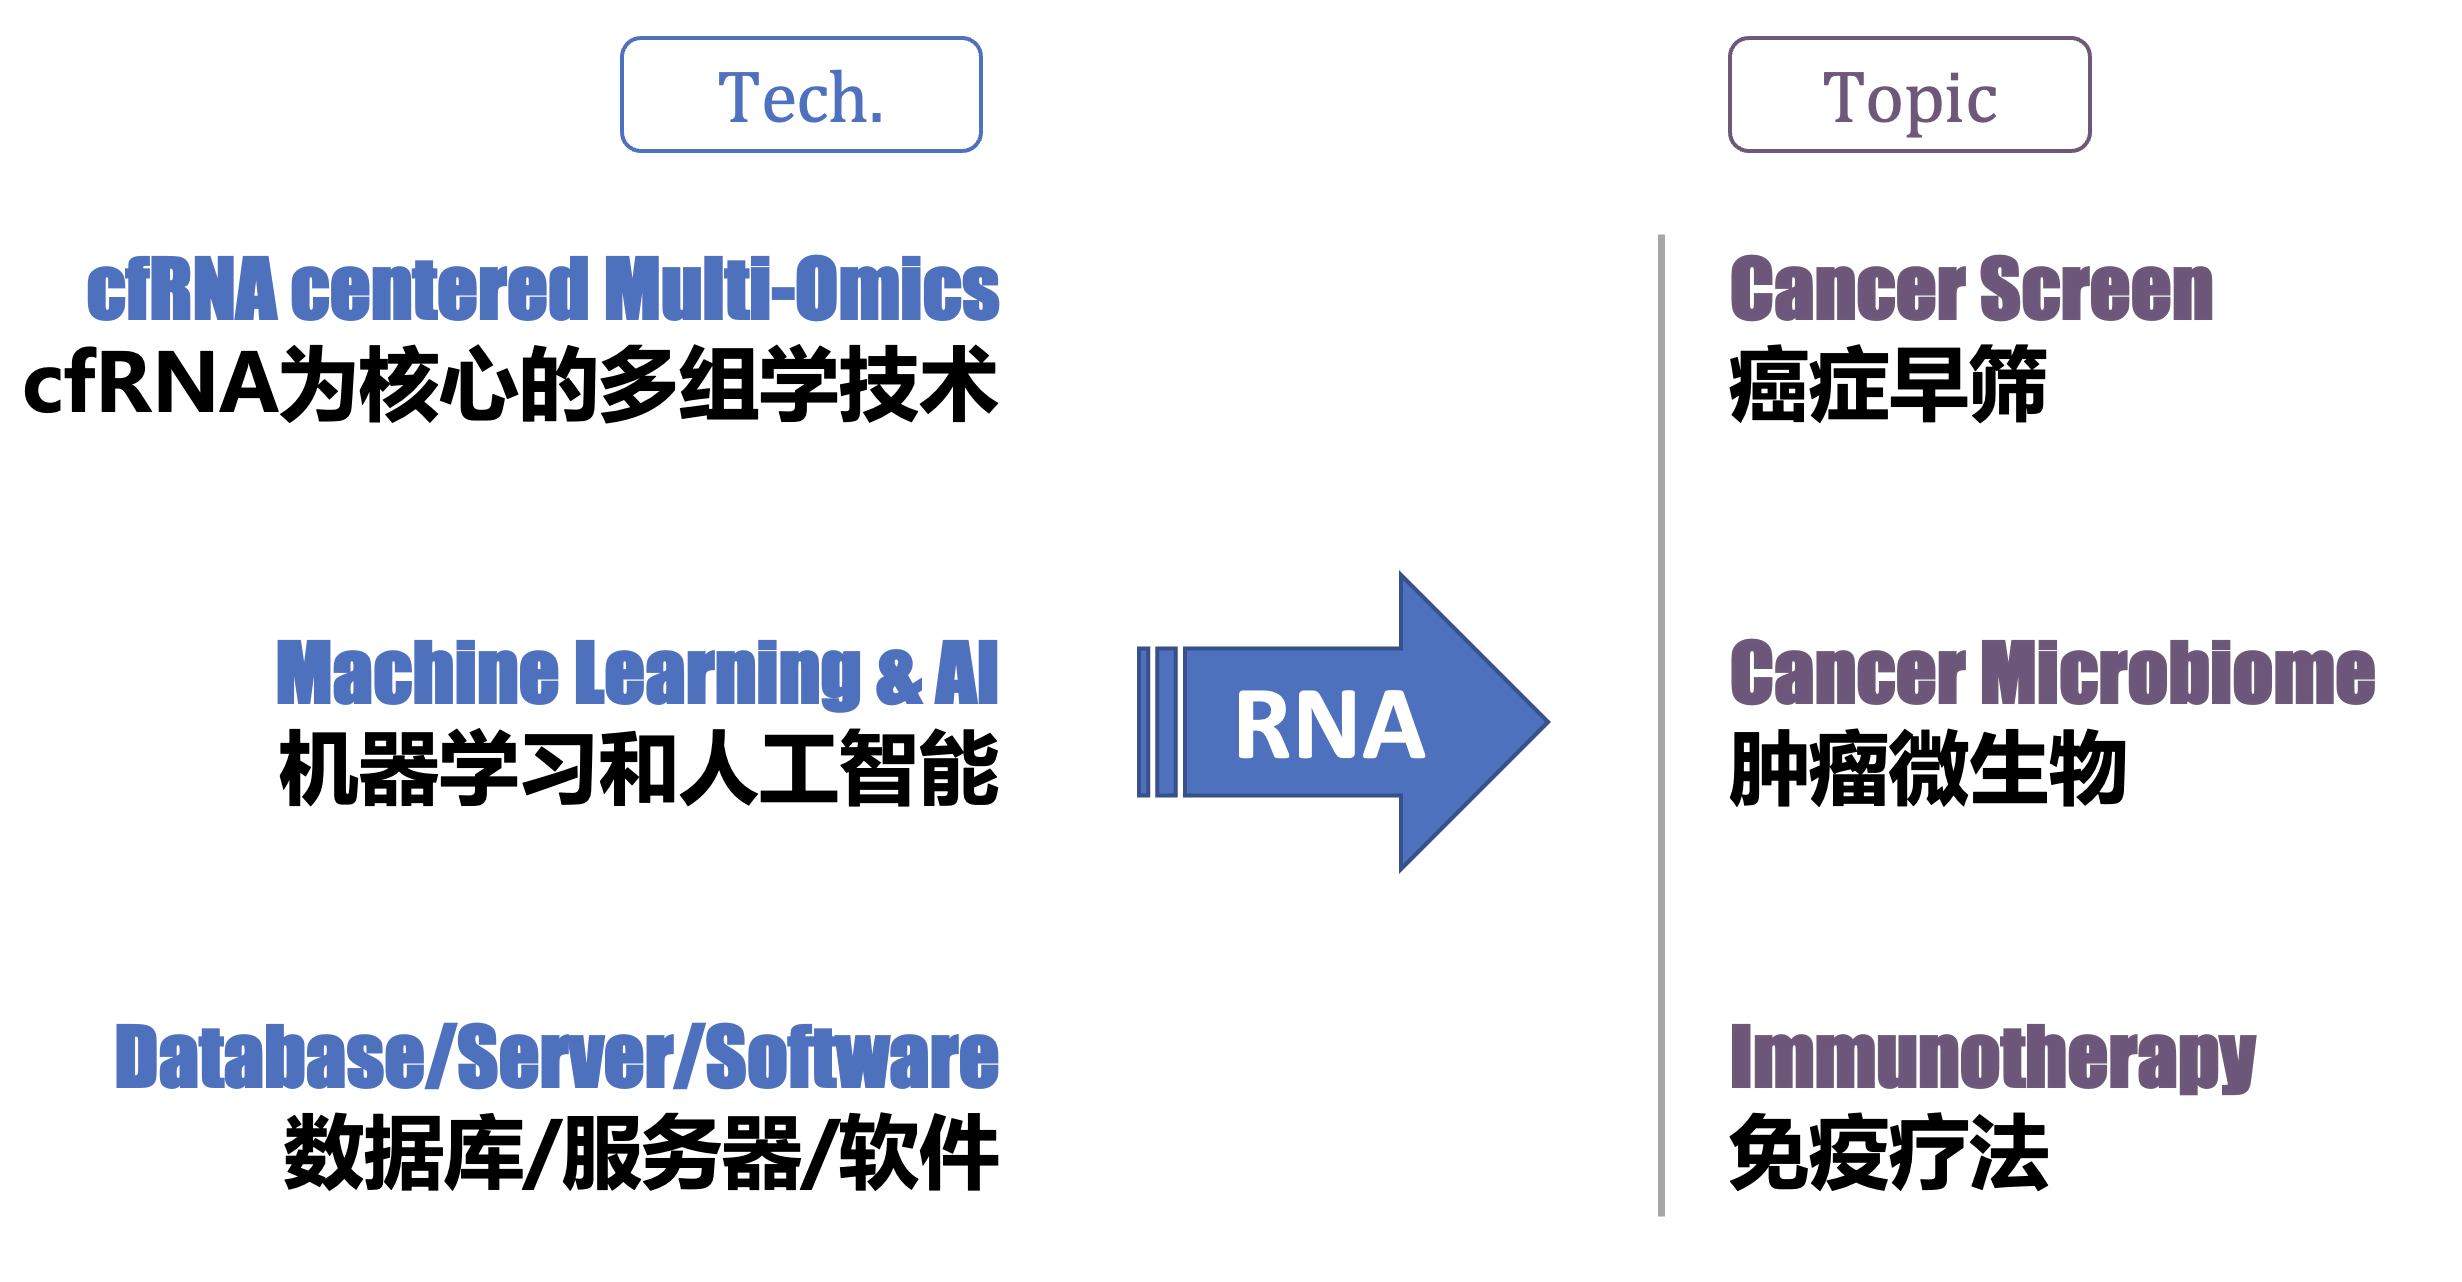 Tech.
Topic
cfRNA centered Multi-Omics
cfRNA为核心的多组学技术
Cancer Screen
癌症早筛
Machine Learning & AI
机器学习和人工智能
RNA
Cancer Microbiome
肿瘤微生物
Database/Server/Software
数据库/服务器/软件
Immunotherapy
免疫疗法